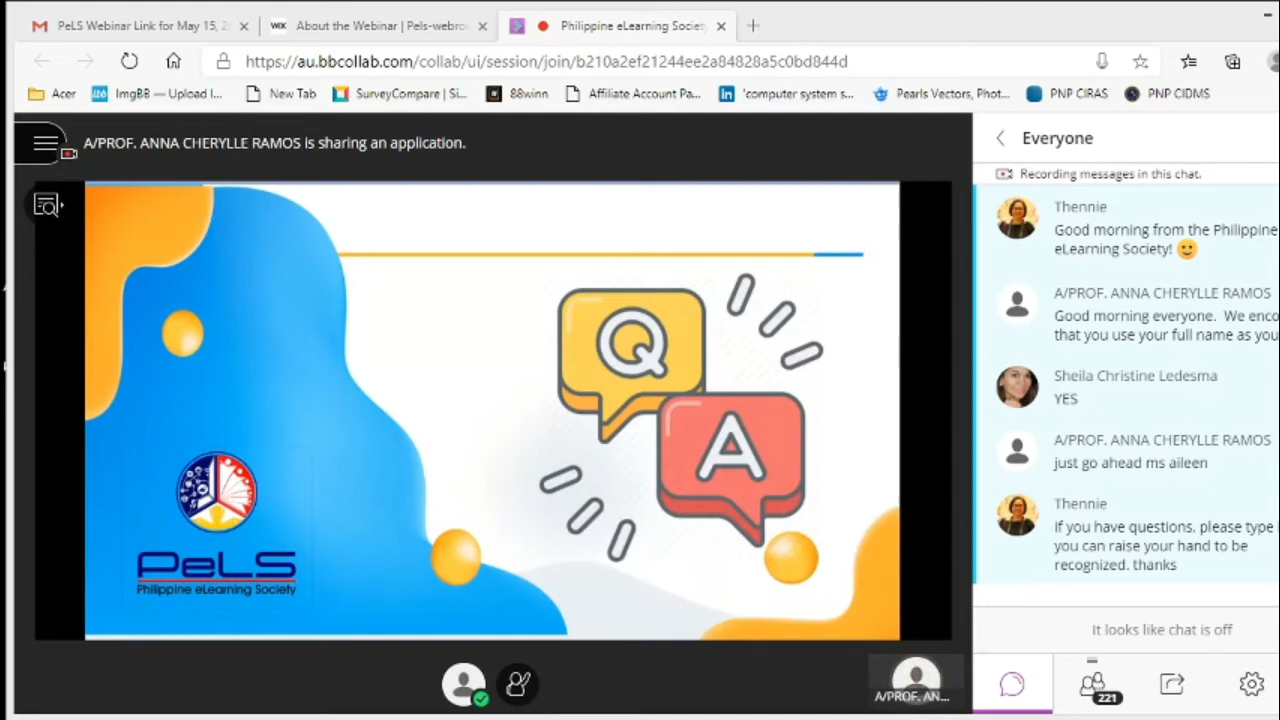 PeLS Webinar Link for May 15, 2
About the Webinar | Pels-webro
Philippine eLearning Society
https://au.bbcollab.com/collab/ui/session/join/b210a2ef21244ee2a84828a5c0bd844d
Acer
ImgBB — Upload I...
New Tab
SurveyCompare | Si...
88winn
Affiliate Account Pa...
'computer system s...
Pearls Vectors, Phot...
PNP CIRAS
PNP CIDMS
A/PROF. ANNA CHERYLLE RAMOS is sharing an application.
Q
A
PeLS
Philippine eLearning Society
A/PROF. AN...
Everyone
Recording messages in this chat.
Thennie
Good morning from the Philippine
eLearning Society!
A/PROF. ANNA CHERYLLE RAMOS
Good morning everyone. We enco
that you use your full name as you
Sheila Christine Ledesma
YES
A/PROF. ANNA CHERYLLE RAMOS
just go ahead ms aileen
Thennie
if you have questions, please type
you can raise your hand to be
recognized. thanks
It looks like chat is off
221